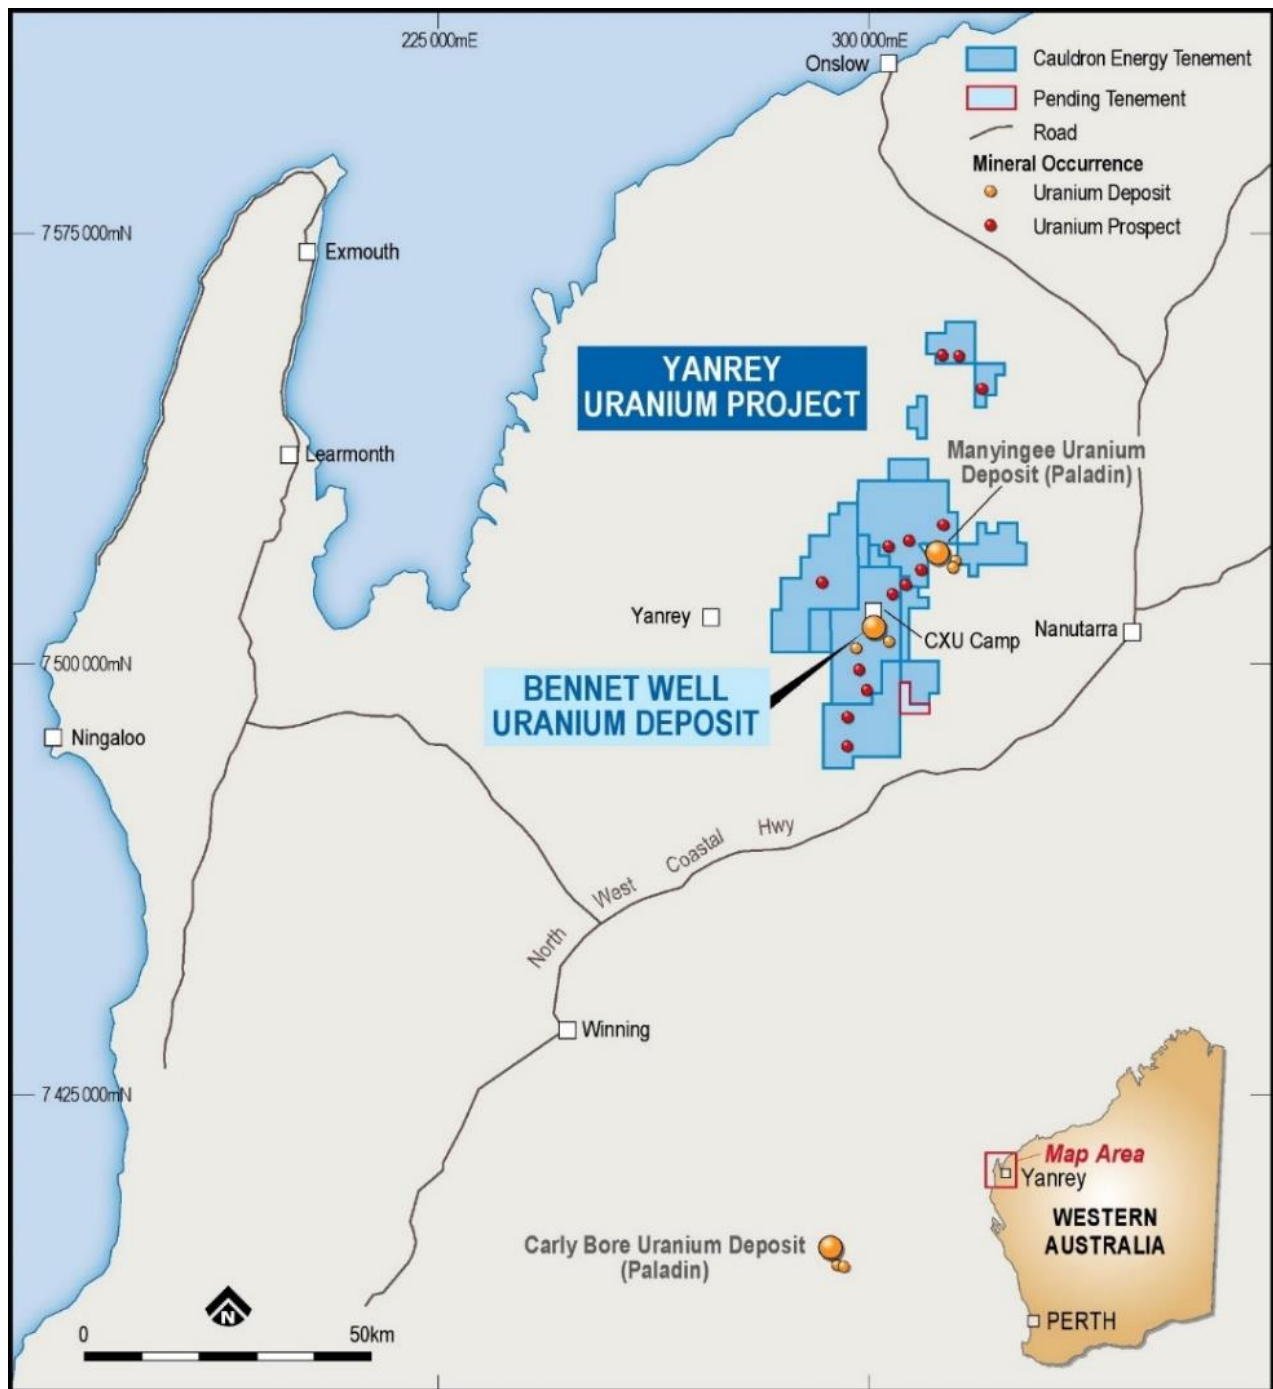 225 000mE
300 000mE
Onslow
Cauldron Energy Tenement
Pending Tenement
Road
Mineral Occurrence
Uranium Deposit
Uranium Prospect
7 575 000mN
Exmouth
YANREY
URANIUM PROJECT
Learmonth
Manyingee Uranium
Deposit (Paladin)
Yanrey
CXU Camp
Nanutarra
7 500 000mN
BENNET WELL
URANIUM DEPOSIT
Ningaloo
North West Coastal Hwy
Winning
7 425 000mN
Map Area
Yanrey
WESTERN
AUSTRALIA
PERTH
Carly Bore Uranium Deposit
(Paladin)
N
0
50km